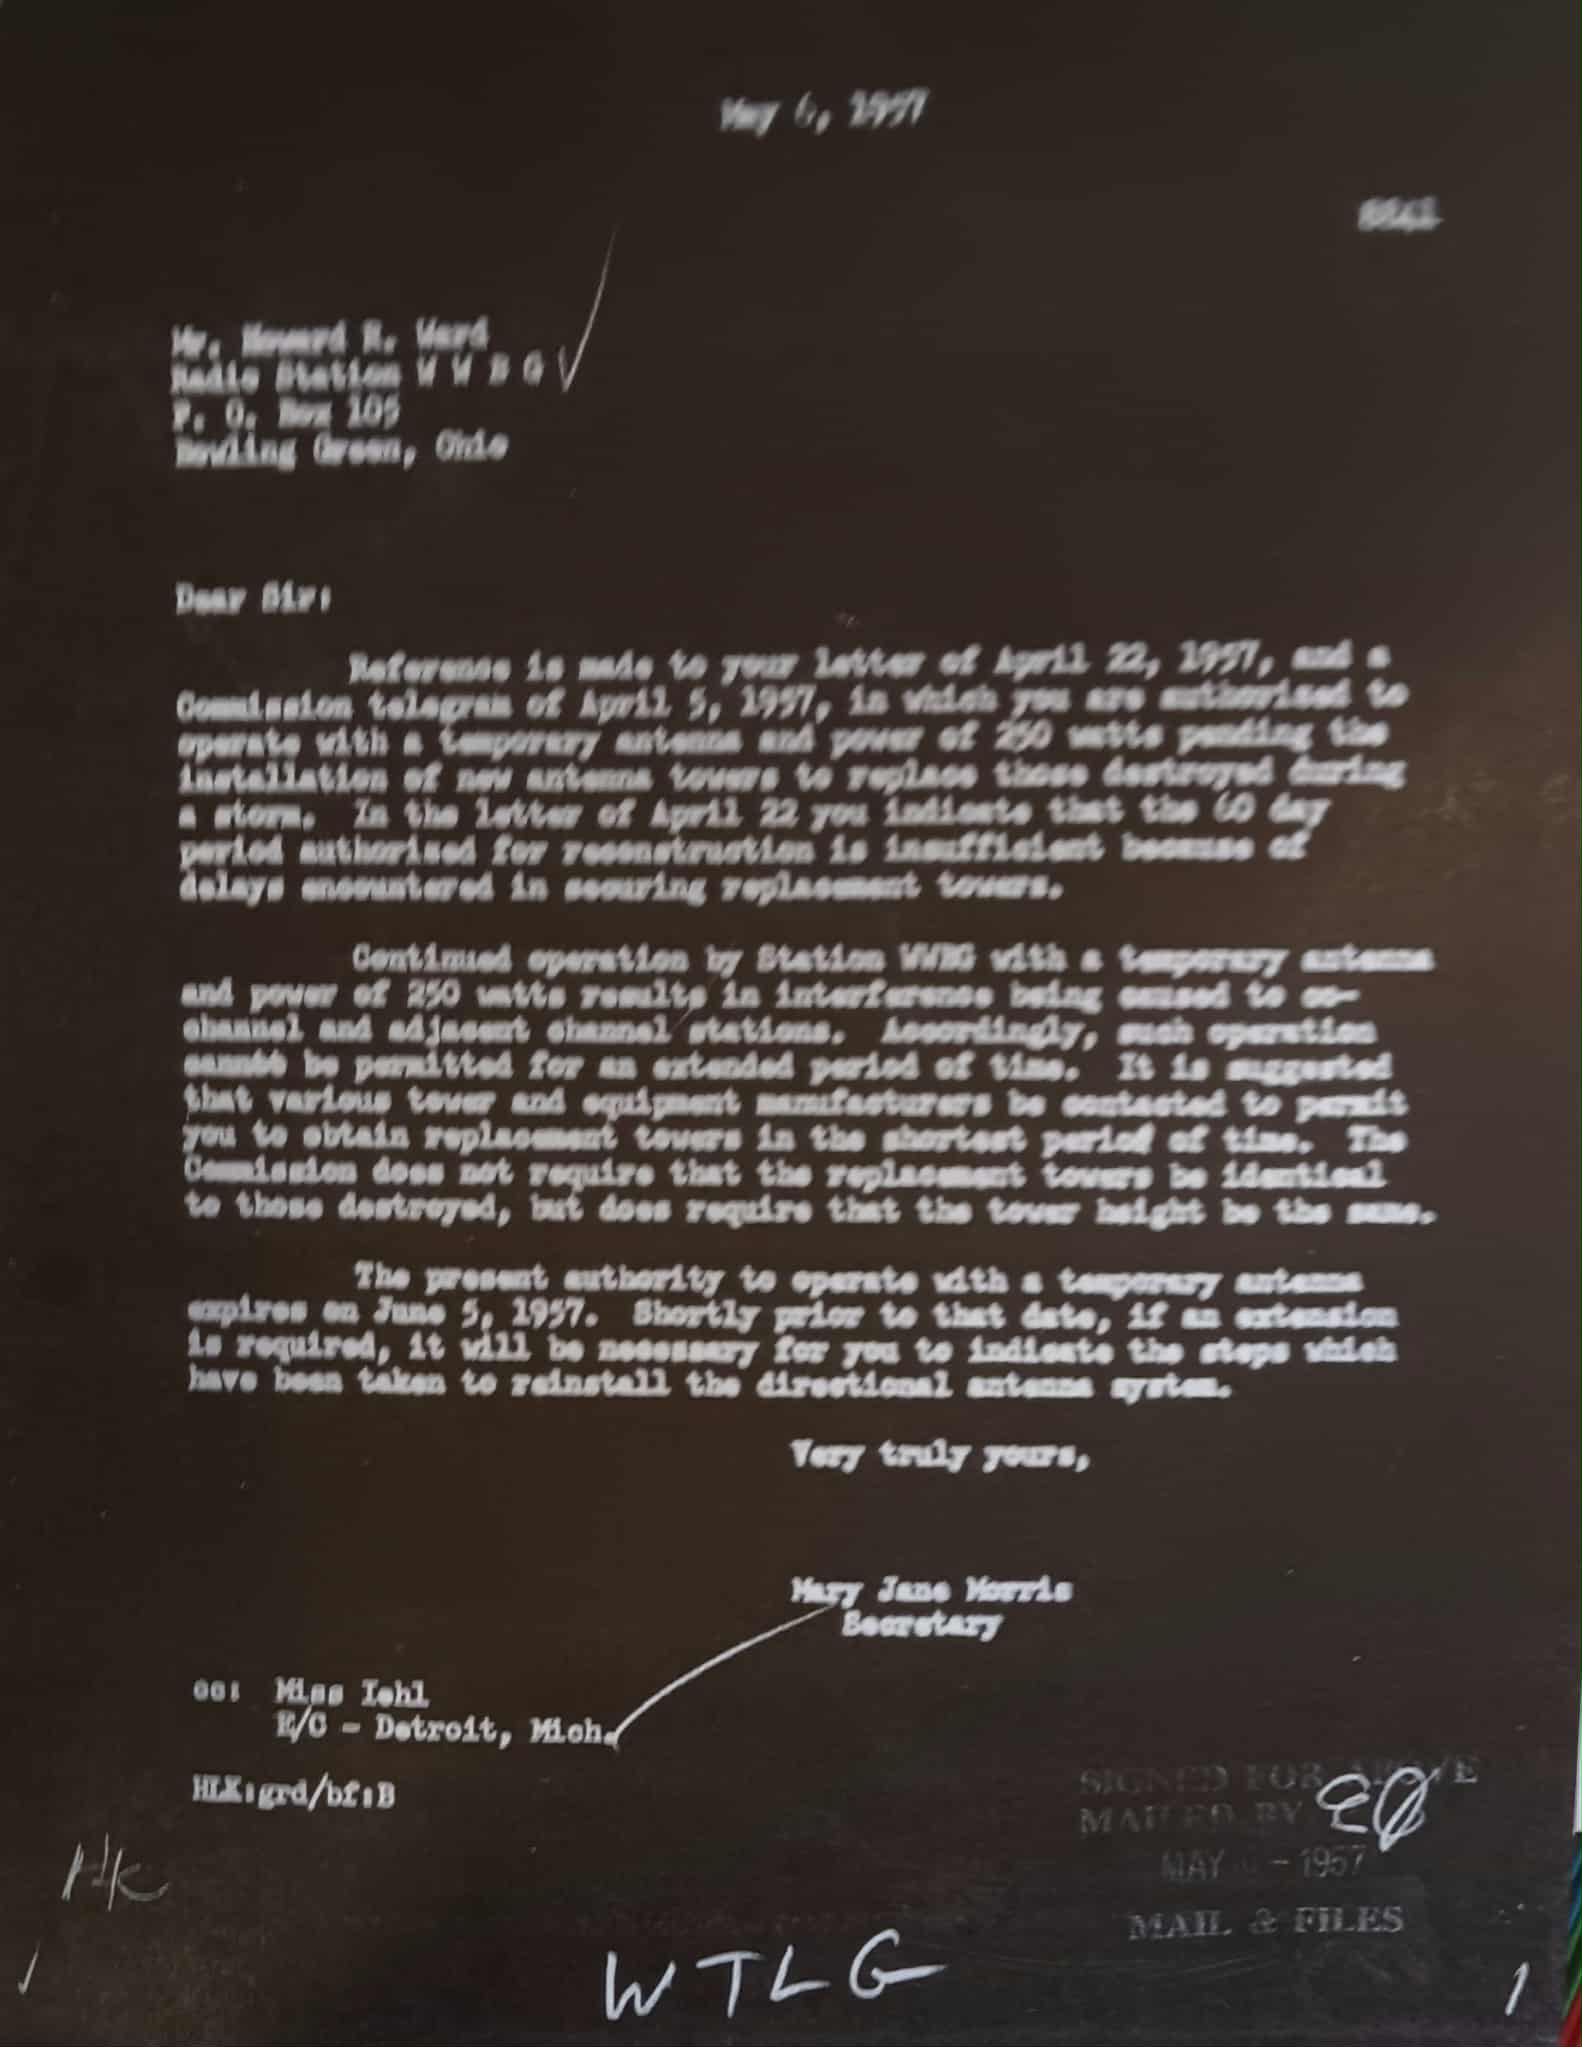 May 6, 1957
8641
Mr. Howard R. Ward
Radio Station W W B G
P. O. Box 105
Bowling Green, Ohio
Dear Sir:
Reference is made to your letter of April 22, 1957, and a
Commission telegram of April 5, 1957, in which you are authorized to
operate with a temporary antenna and power of 250 watts pending the
installation of new antenna towers to replace those destroyed during
a storm. In the letter of April 22 you indicate that the 60 day
period authorized for reconstruction is insufficient because of
delays encountered in securing replacement towers.
Continued operation by Station WWBG with a temporary antenna
and power of 250 watts results in interference being caused to co-
channel and adjacent channel stations. Accordingly, such operation
cannot be permitted for an extended period of time. It is suggested
that various tower and equipment manufacturers be contacted to permit
you to obtain replacement towers in the shortest period of time. The
Commission does not require that the replacement towers be identical
to those destroyed, but does require that the tower height be the same.
The present authority to operate with a temporary antenna
expires on June 5, 1957. Shortly prior to that date, if an extension
is required, it will be necessary for you to indicate the steps which
have been taken to reinstall the directional antenna system.
Very truly yours,
Mary Jane Morris
Secretary
cc: Miss Iehl
E/C - Detroit, Mich.
HLK:grd/bf:B
SIGNED FOR ABOVE
MAILED BY
MAY - 1957
MAIL & FILES
HK
WTLG
1